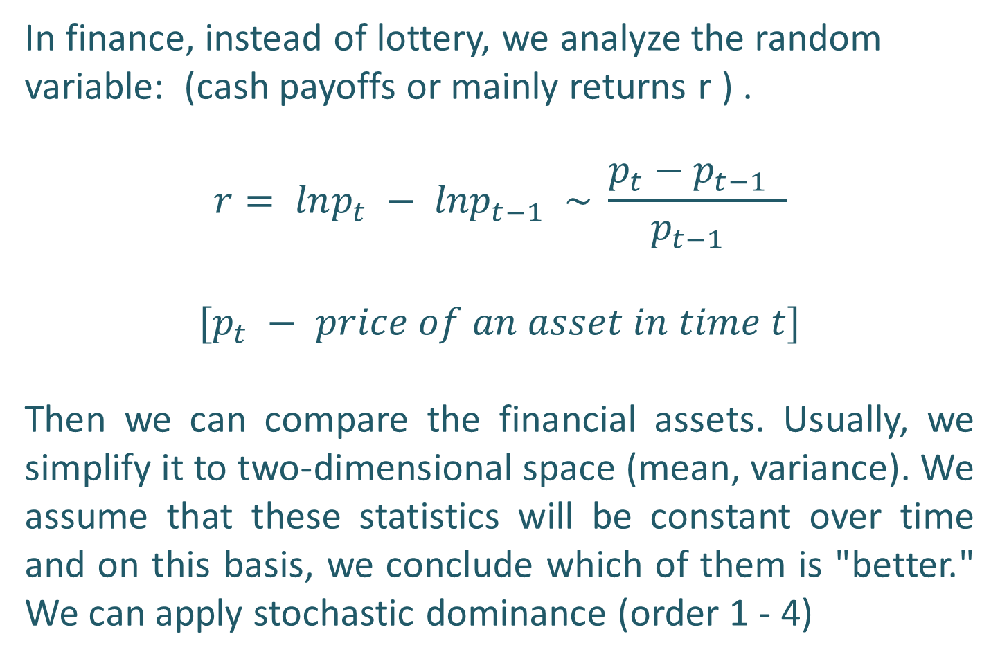 In finance, instead of lottery, we analyze the random
variable:  (cash payoffs or mainly returns r ) .
r = lnp_t − lnp_{t−1} ~ \frac{p_t − p_{t−1}}{p_{t−1}}
[p_t − price of an asset in time t]
Then we can compare the financial assets. Usually, we
simplify it to two-dimensional space (mean, variance). We
assume that these statistics will be constant over time
and on this basis, we conclude which of them is "better."
We can apply stochastic dominance (order 1 - 4)